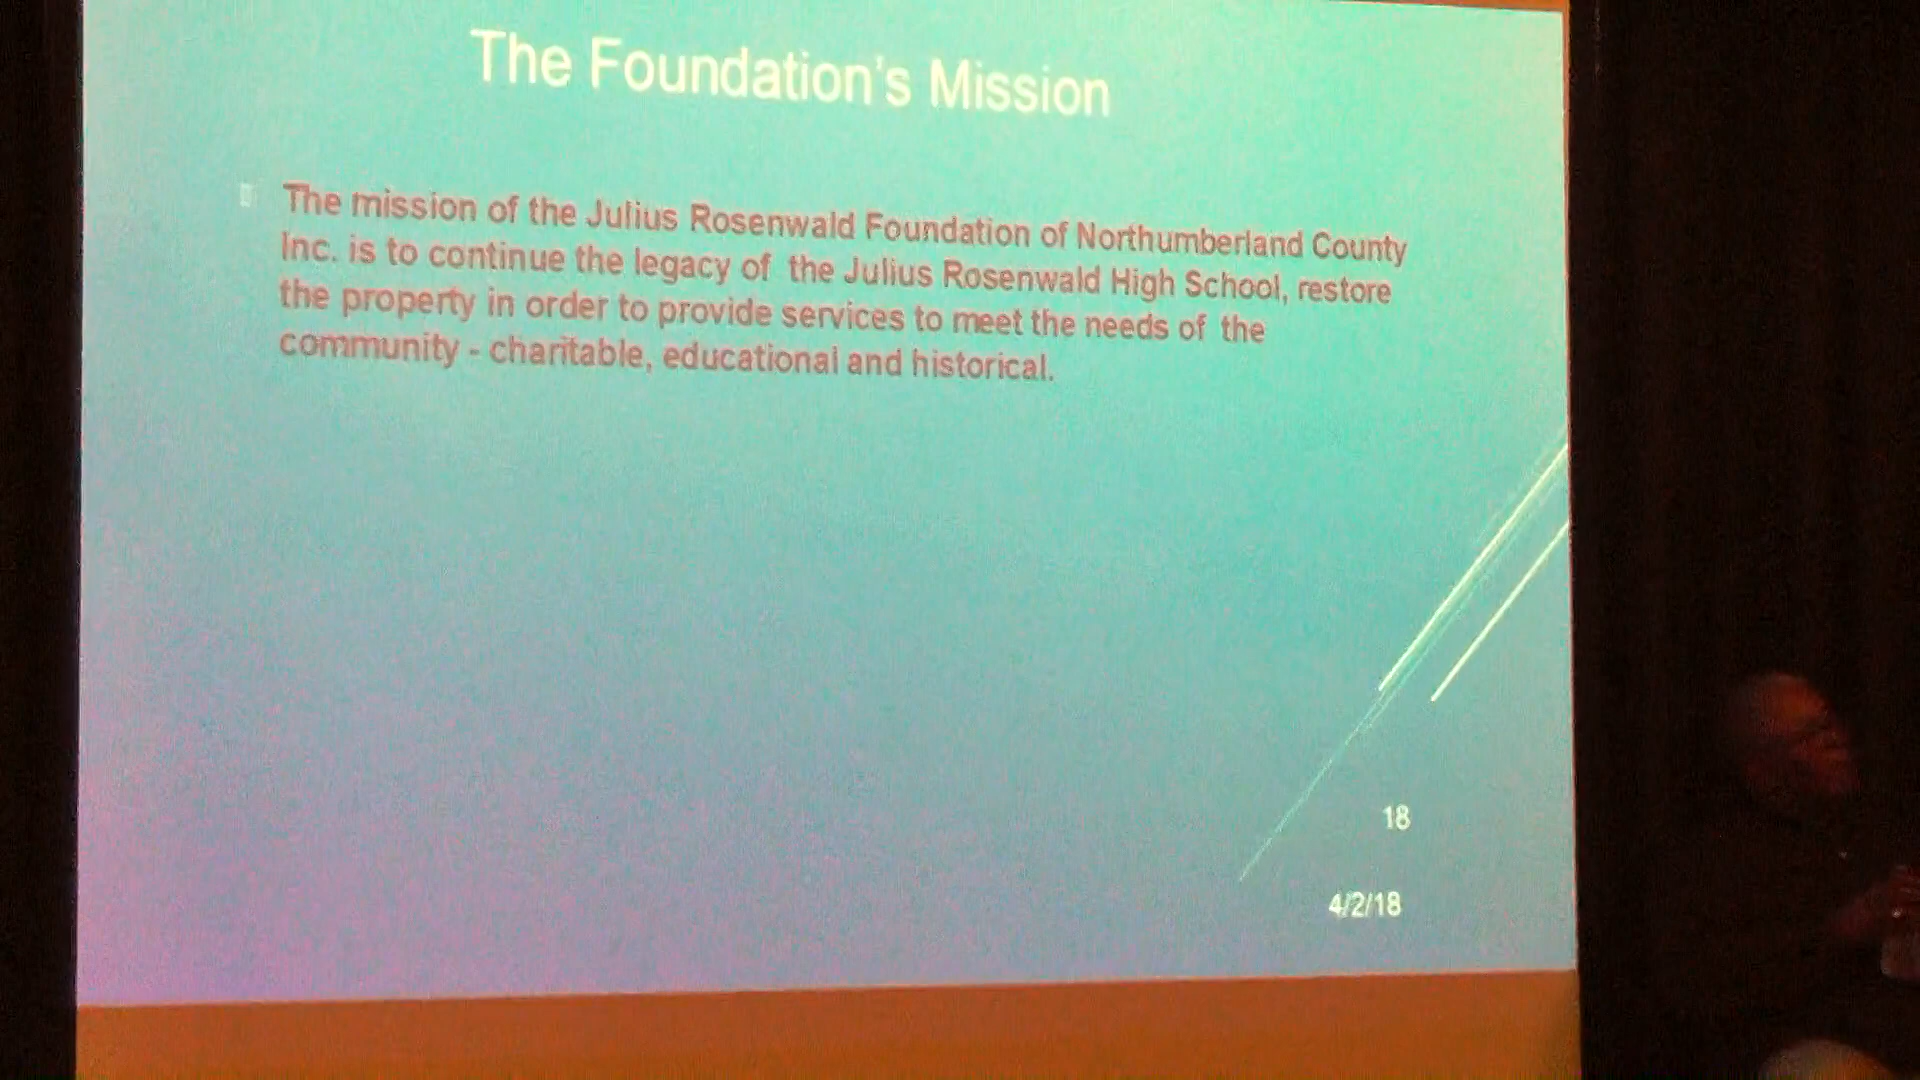 The Foundation's Mission
The mission of the Julius Rosenwald Foundation of Northumberland County
Inc. is to continue the legacy of the Julius Rosenwald High School, restore
the property in order to provide services to meet the needs of the
community - charitable, educational and historical.
18
4/2/18